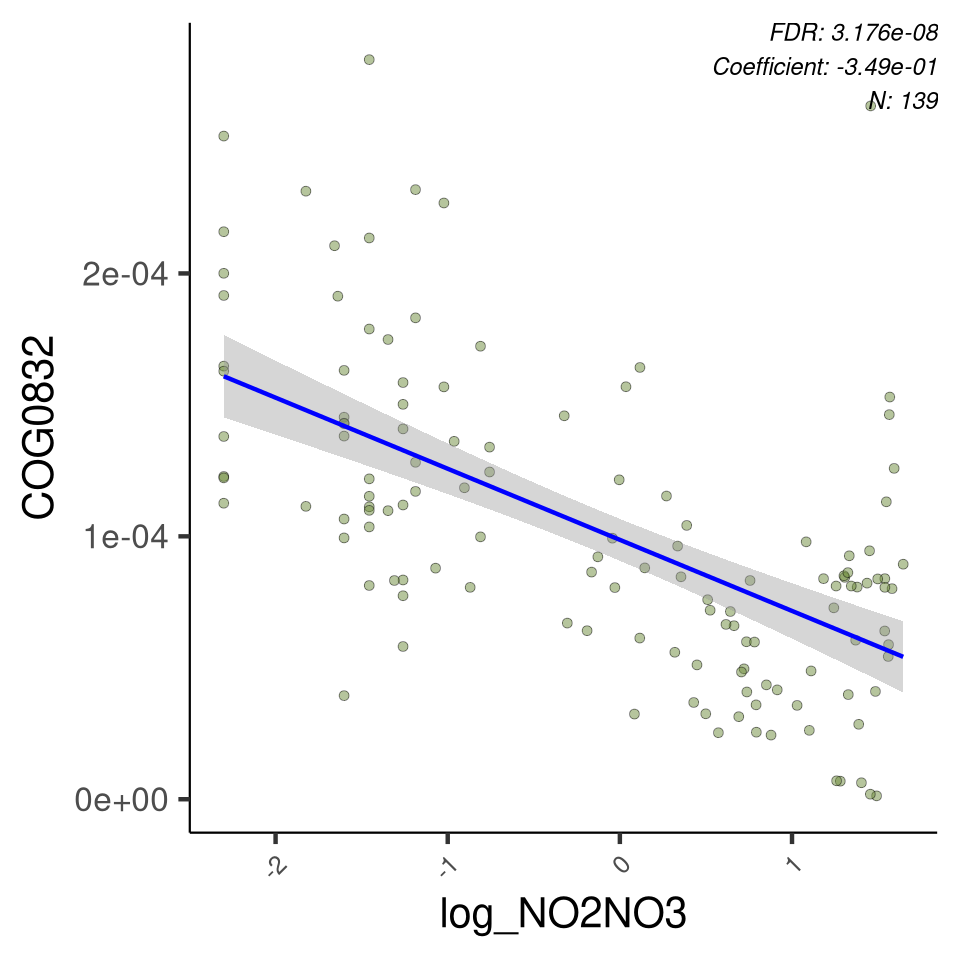 FDR: 3.176e-08
Coefficient: -3.49e-01
N: 139
COG0832
2e-04
1e-04
0e+00
-2
-1
0
1
log_NO2NO3